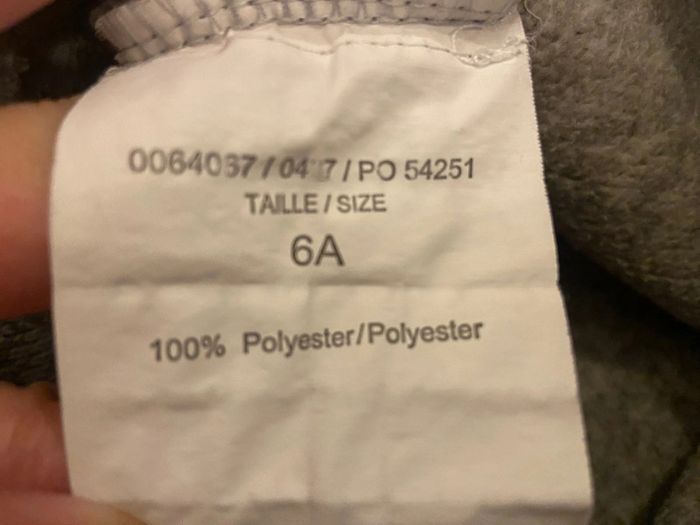 / PO 54251
TAILLE / SIZE
6A
100% Polyester/Polyester